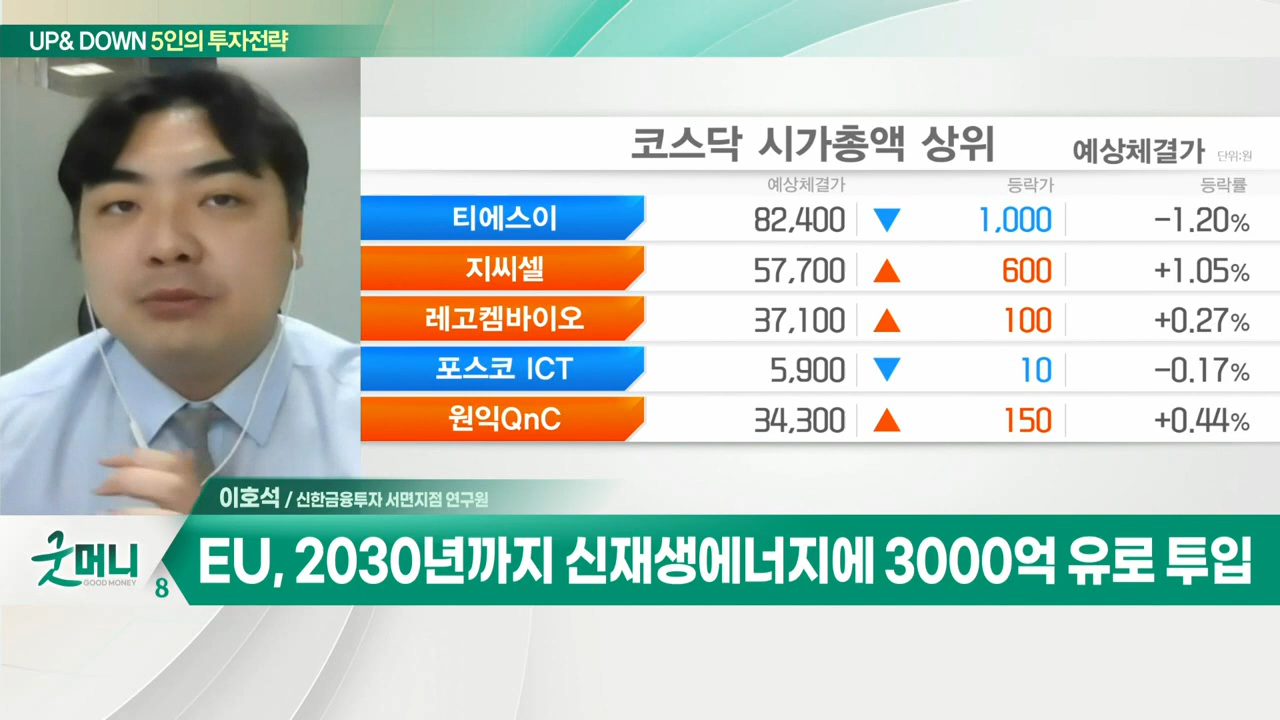 UP& DOWN 5인의 투자전략
코스닥 시가총액 상위 예상체결가 단위:원
예상체결가 등락가 등락률
티에스이 82,400 ▼ 1,000 -1.20%
지씨셀 57,700 ▲ 600 +1.05%
레고켐바이오 37,100 ▲ 100 +0.27%
포스코 ICT 5,900 ▼ 10 -0.17%
원익QnC 34,300 ▲ 150 +0.44%
이호석 / 신한금융투자 서면지점 연구원
굿머니
GOOD MONEY
8
EU, 2030년까지 신재생에너지에 3000억 유로 투입